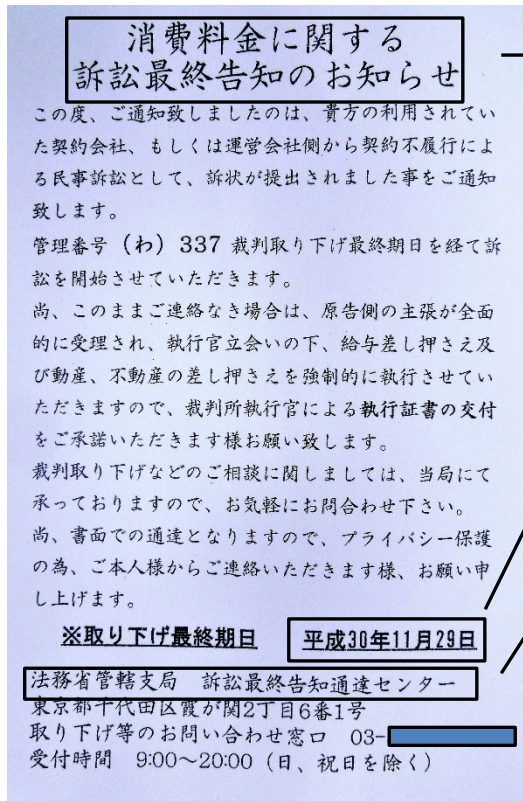 消費料金に関する
訴訟最終告知のお知らせ
この度、ご通知致しましたのは、貴方の利用されてい
た契約会社、もしくは運営会社側から契約不履行によ
る民事訴訟として、訴状が提出されました事をご通知
致します。
管理番号（わ）337 裁判取り下げ最終期日を経て訴
訟を開始させていただきます。
尚、このままご連絡なき場合は、原告側の主張が全面
的に受理され、執行官立会いの下、給与差し押さえ及
び動産、不動産の差し押さえを強制的に執行させてい
ただきますので、裁判所執行官による執行証書の交付
をご承諾いただきます様お願い致します。
裁判取り下げなどのご相談に関しましては、当局にて
承っておりますので、お気軽にお問合わせ下さい。
尚、書面での通達となりますので、プライバシー保護
の為、ご本人様からご連絡いただきます様、お願い申
し上げます。
※取り下げ最終期日　平成30年11月29日
法務省管轄支局　訴訟最終告知通達センター
東京都千代田区霞が関2丁目6番1号
取り下げ等のお問い合わせ窓口　03-
受付時間　9:00～20:00（日、祝日を除く）